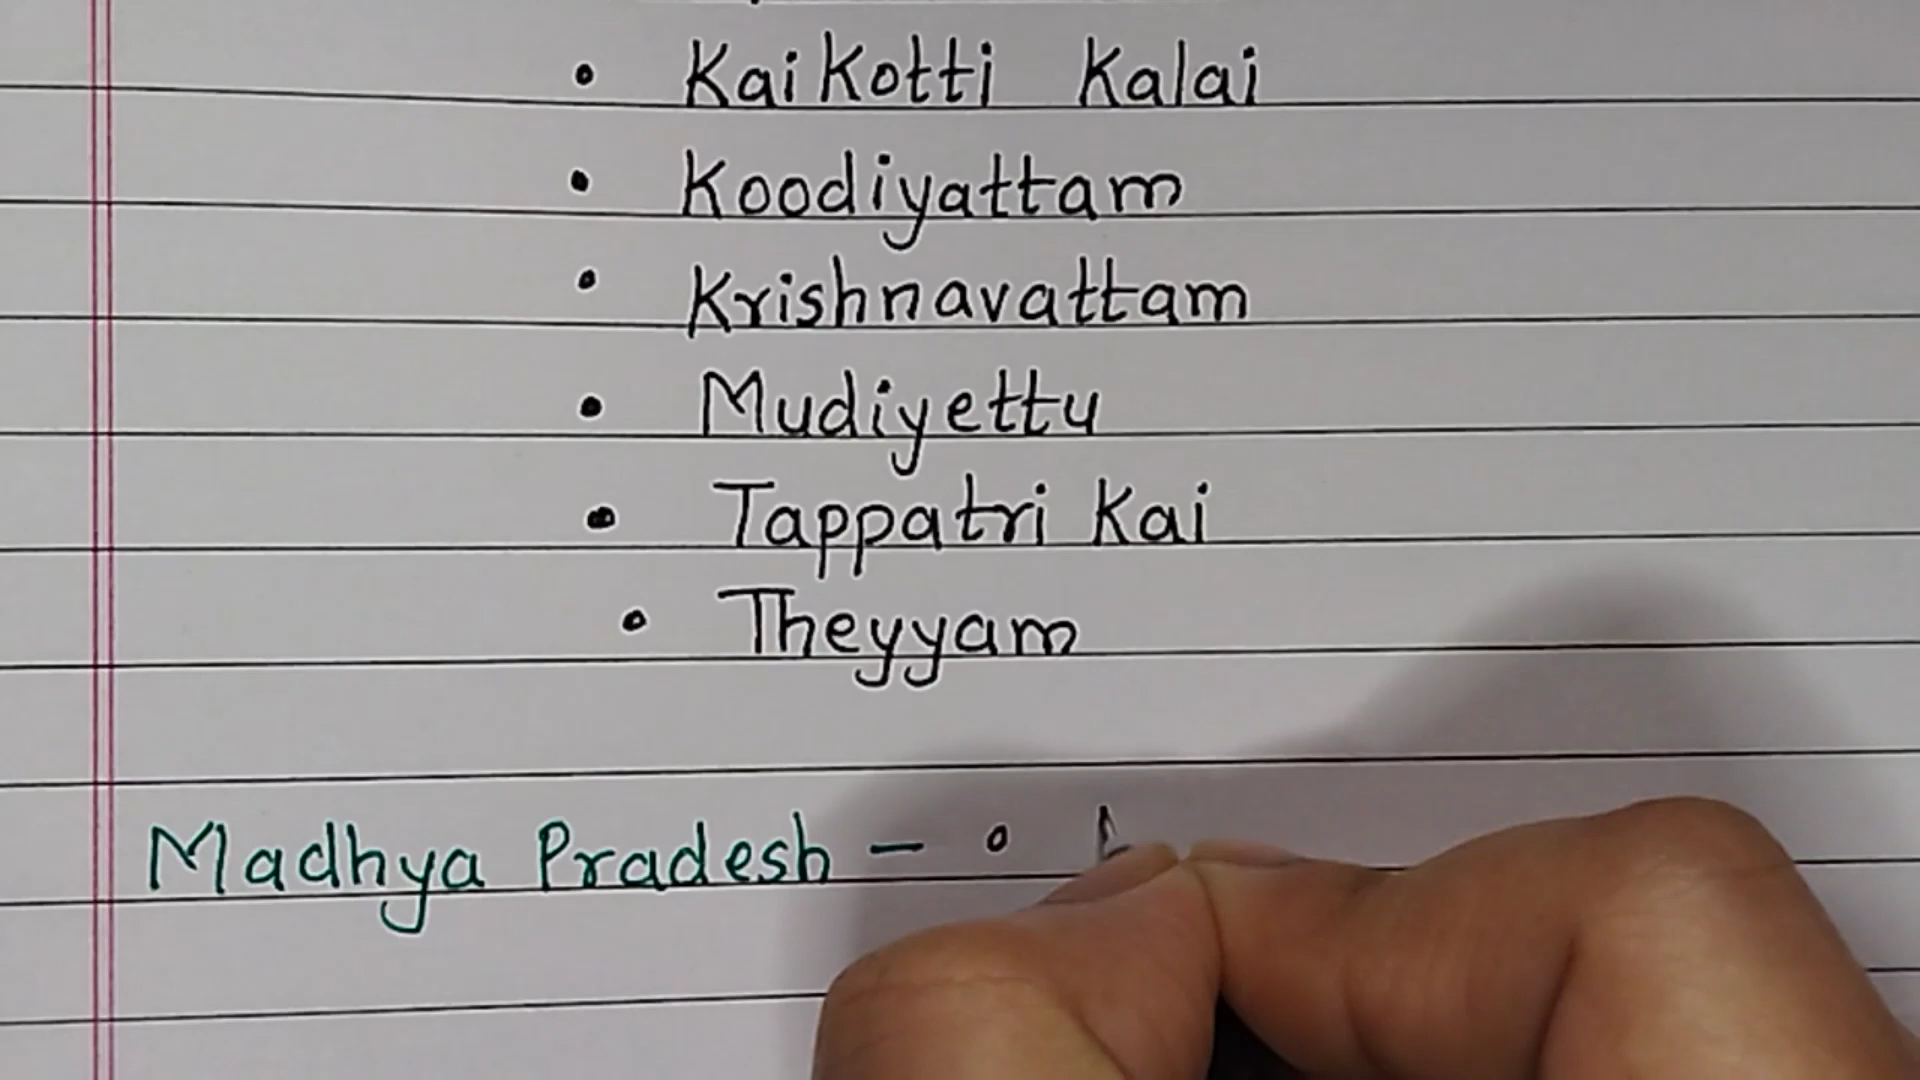 • Kai Kotti Kalai
• Koodiyattam
• Krishnavattam
• Mudiyettu
• Tappatri Kai
• Theyyam
Madhya Pradesh - •